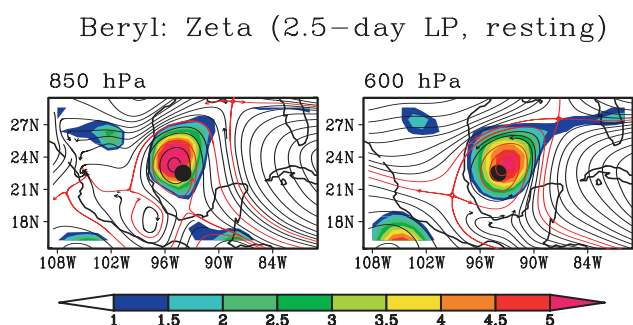 Beryl: Zeta (2.5-day LP, resting)
850 hPa 600 hPa
27N 27N
24N 24N
21N 21N
18N 18N
108W 102W 96W 90W 84W 108W 102W 96W 90W 84W
1 1.5 2 2.5 3 3.5 4 4.5 5